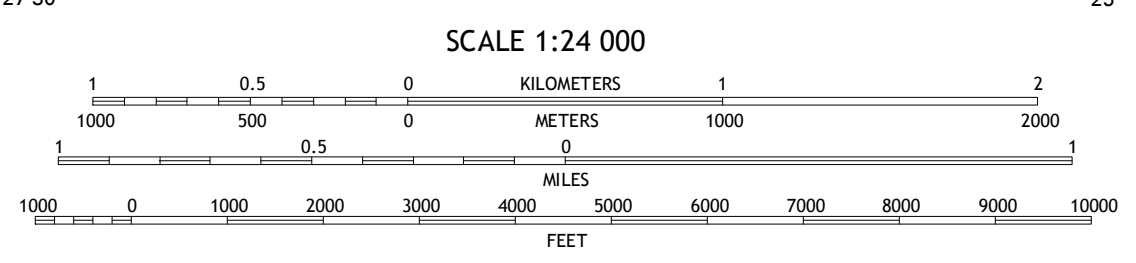 27'30"
25'
SCALE 1:24 000
1 0.5 0 KILOMETERS 1 2
1000 500 0 METERS 1000 2000
1 0.5 0 1
MILES
1000 0 1000 2000 3000 4000 5000 6000 7000 8000 9000 10000
FEET